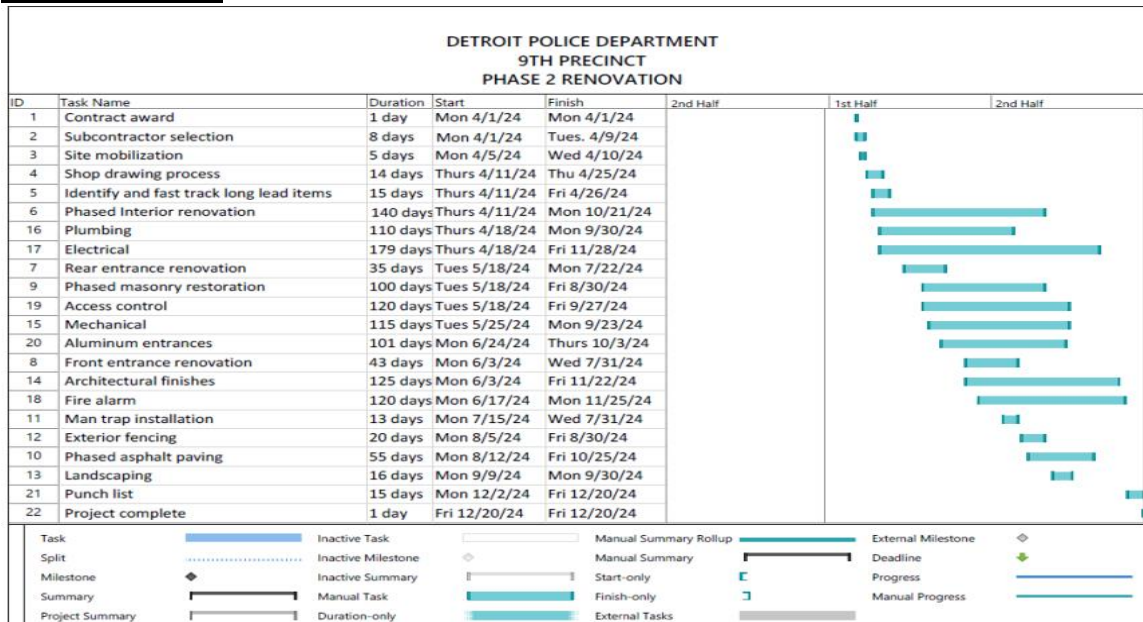 DETROIT POLICE DEPARTMENT
9TH PRECINCT
PHASE 2 RENOVATION
ID Task Name Duration Start Finish 2nd Half 1st Half 2nd Half
1 Contract award 1 day Mon 4/1/24 Mon 4/1/24
2 Subcontractor selection 8 days Mon 4/1/24 Tues. 4/9/24
3 Site mobilization 5 days Mon 4/5/24 Wed 4/10/24
4 Shop drawing process 14 days Thurs 4/11/24 Thu 4/25/24
5 Identify and fast track long lead items 15 days Thurs 4/11/24 Fri 4/26/24
6 Phased Interior renovation 140 days Thurs 4/11/24 Mon 10/21/24
16 Plumbing 110 days Thurs 4/18/24 Mon 9/30/24
17 Electrical 179 days Thurs 4/18/24 Fri 11/28/24
7 Rear entrance renovation 35 days Tues 5/18/24 Mon 7/22/24
9 Phased masonry restoration 100 days Tues 5/18/24 Fri 8/30/24
19 Access control 120 days Tues 5/18/24 Fri 9/27/24
15 Mechanical 115 days Tues 5/25/24 Mon 9/23/24
20 Aluminum entrances 101 days Mon 6/24/24 Thurs 10/3/24
8 Front entrance renovation 43 days Mon 6/3/24 Wed 7/31/24
14 Architectural finishes 125 days Mon 6/3/24 Fri 11/22/24
18 Fire alarm 120 days Mon 6/17/24 Mon 11/25/24
11 Man trap installation 13 days Mon 7/15/24 Wed 7/31/24
12 Exterior fencing 20 days Mon 8/5/24 Fri 8/30/24
10 Phased asphalt paving 55 days Mon 8/12/24 Fri 10/25/24
13 Landscaping 16 days Mon 9/9/24 Mon 9/30/24
21 Punch list 15 days Mon 12/2/24 Fri 12/20/24
22 Project complete 1 day Fri 12/20/24 Fri 12/20/24
Task Inactive Task Manual Summary Rollup External Milestone
Split Inactive Milestone Manual Summary Deadline
Milestone Inactive Summary Start-only Progress
Summary Manual Task Finish-only Manual Progress
Project Summary Duration-only External Tasks